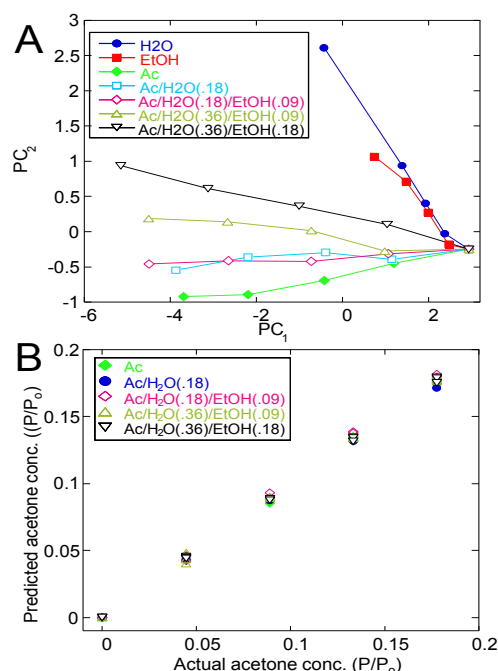 A
3
2.5
2
1.5
1
0.5
0
-0.5
-1
PC2
H2O
EtOH
Ac
Ac/H2O(.18)
Ac/H2O(.18)/EtOH(.09)
Ac/H2O(.36)/EtOH(.09)
Ac/H2O(.36)/EtOH(.18)
-6 -4 -2 0 2
PC1
B
0.2
0.15
0.1
0.05
0
Predicted acetone conc. ((P/Po)
Ac
Ac/H2O(.18)
Ac/H2O(.18)/EtOH(.09)
Ac/H2O(.36)/EtOH(.09)
Ac/H2O(.36)/EtOH(.18)
0 0.05 0.1 0.15 0.2
Actual acetone conc. (P/Po)